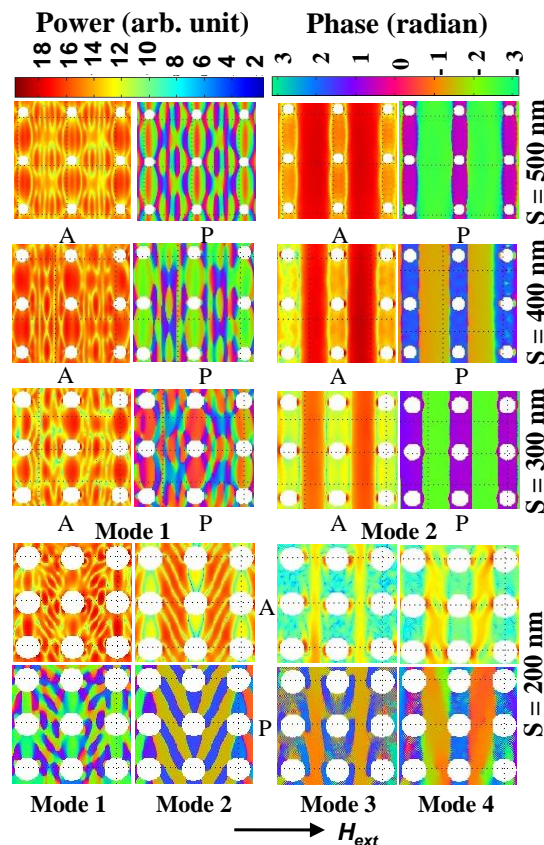 Power (arb. unit) Phase (radian)
18 16 14 12 10 8 6 4 2 3 2 1 0 -1 -2 -3
A P A P S = 500 nm
A P A P S = 400 nm
A P A P S = 300 nm
Mode 1 Mode 2
A
P
S = 200 nm
Mode 1 Mode 2 Mode 3 Mode 4
Hext